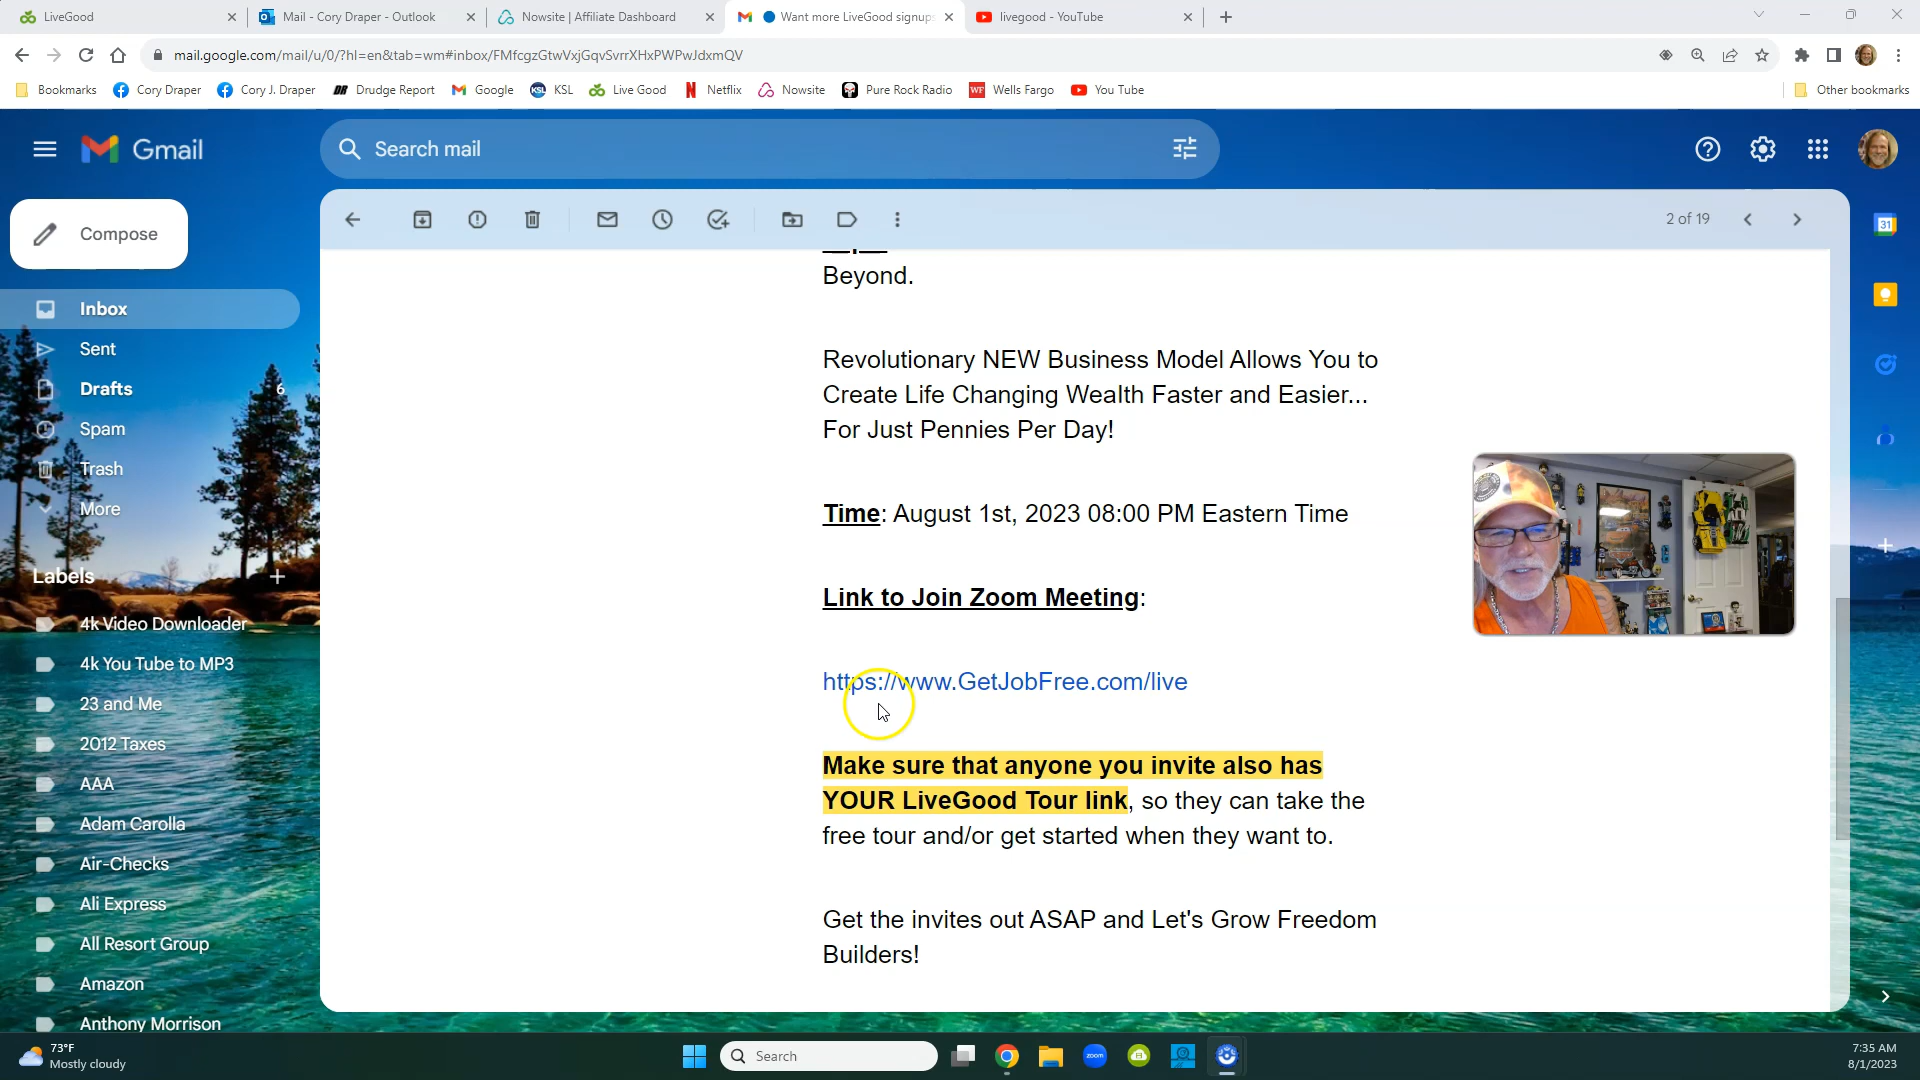 LiveGood
Mail - Cory Draper - Outlook
Nowsite | Affiliate Dashboard
Want more LiveGood signups
livegood - YouTube
mail.google.com/mail/u/0/?hl=en&tab=wm#inbox/FMfcgzGtwVxjGqvSvrrXHxPWPwJdxmQV
Bookmarks
Cory Draper
Cory J. Draper
DR Drudge Report
Google
KSL KSL
Live Good
Netflix
Nowsite
Pure Rock Radio
WF Wells Fargo
You Tube
Other bookmarks
Gmail
Search mail
Compose
2 of 19
31
Inbox
Sent
Drafts 6
Spam
Trash
More
Labels
4k Video Downloader
4k You Tube to MP3
23 and Me
2012 Taxes
AAA
Adam Carolla
Air-Checks
Ali Express
All Resort Group
Amazon
Anthony Morrison
Beyond.
Revolutionary NEW Business Model Allows You to
Create Life Changing Wealth Faster and Easier...
For Just Pennies Per Day!
Time: August 1st, 2023 08:00 PM Eastern Time
Link to Join Zoom Meeting:
https://www.GetJobFree.com/live
Make sure that anyone you invite also has
YOUR LiveGood Tour link, so they can take the
free tour and/or get started when they want to.
Get the invites out ASAP and Let's Grow Freedom
Builders!
73°F
Mostly cloudy
Search
zoom
7:35 AM
8/1/2023